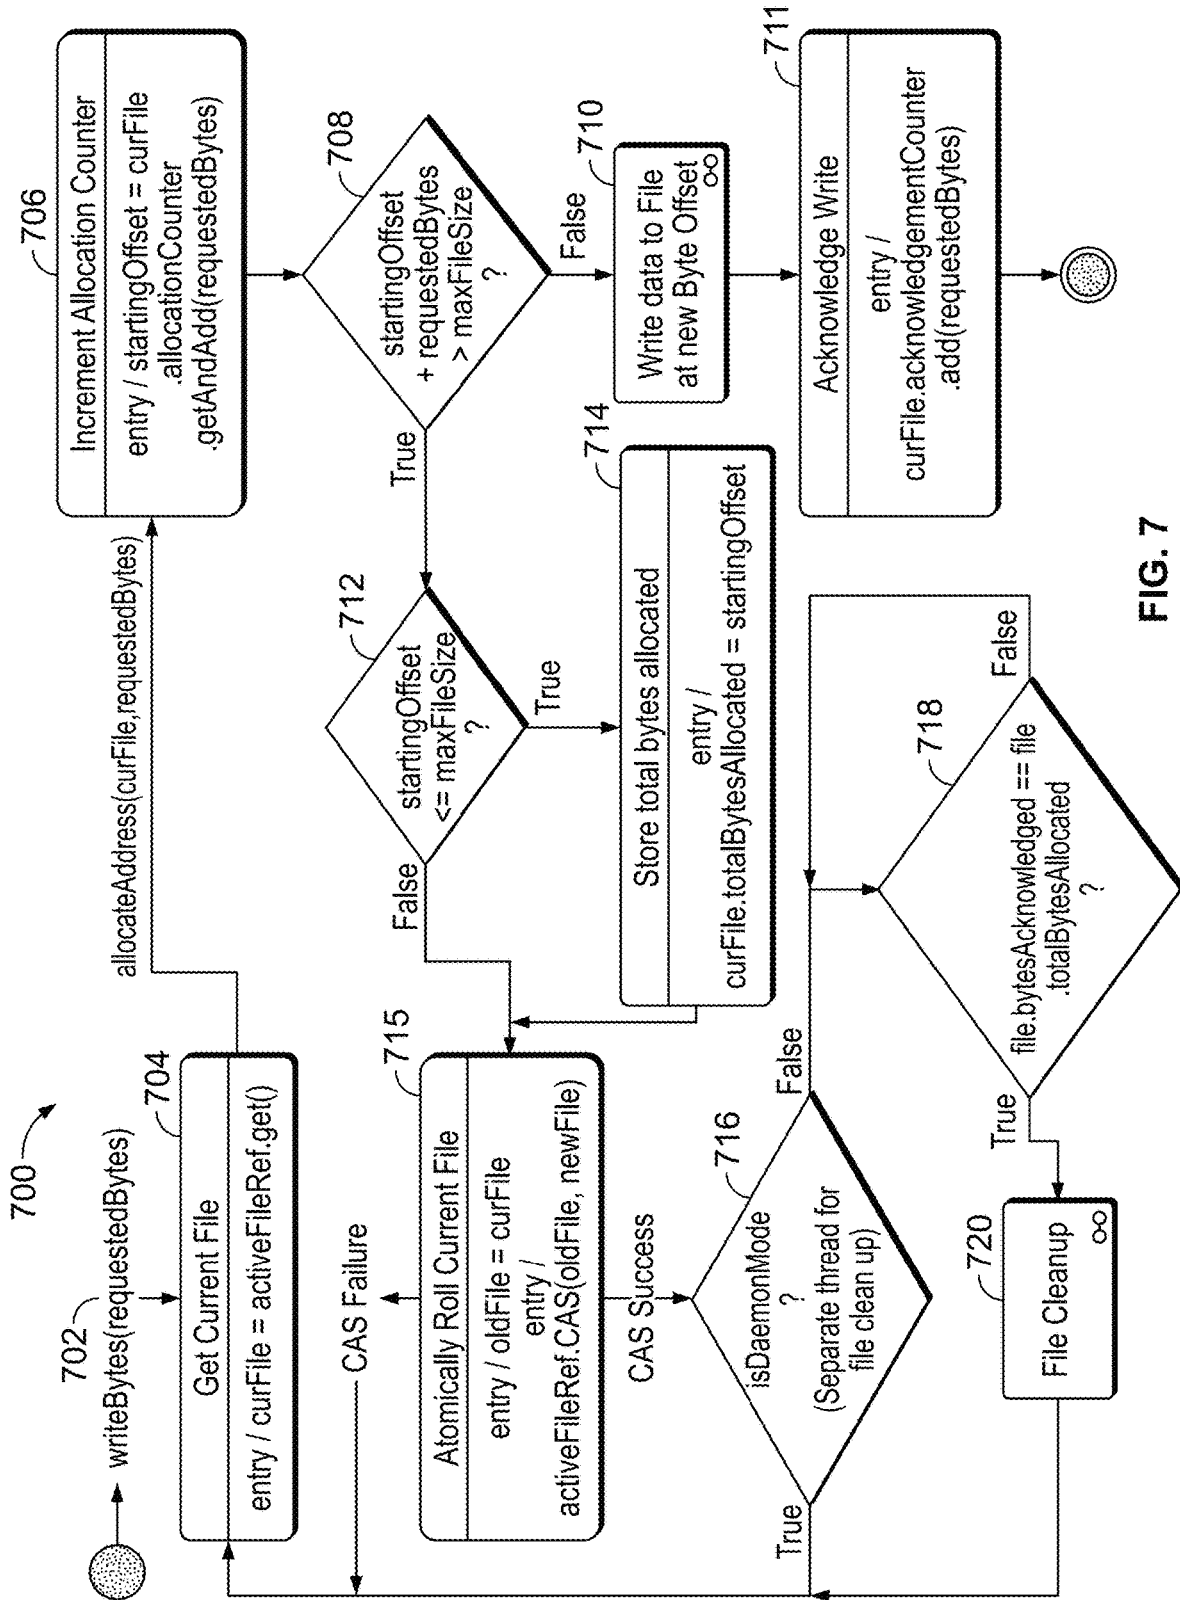 700
702
writeBytes(requestedBytes)
704
Get Current File
entry / curFile = activeFileRef.get()
allocateAddress(curFile,requestedBytes)
706
Increment Allocation Counter
entry / startingOffset = curFile
.allocationCounter
.getAndAdd(requestedBytes)
708
startingOffset
+ requestedBytes
> maxFileSize
?
True
False
710
Write data to File
at new Byte Offset
711
Acknowledge Write
entry /
curFile.acknowledgementCounter
.add(requestedBytes)
712
startingOffset
<= maxFileSize
?
True
False
714
Store total bytes allocated
entry /
curFile.totalBytesAllocated = startingOffset
715
Atomically Roll Current File
entry / oldFile = curFile
entry /
activeFileRef.CAS(oldFile, newFile)
CAS Failure
CAS Success
716
isDaemonMode
?
(Separate thread for
file clean up)
True
False
718
file.bytesAcknowledged == file
.totalBytesAllocated
?
False
True
720
File Cleanup
FIG. 7